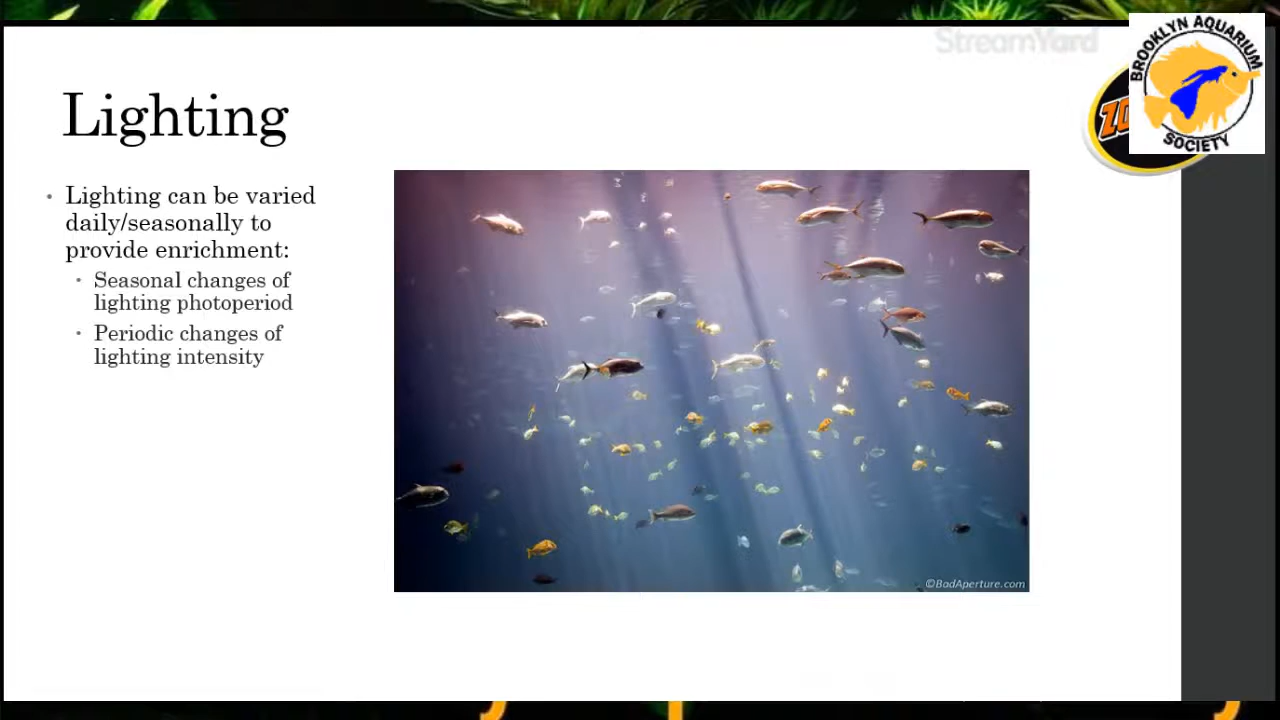 StreamYard
BROOKLYN AQUARIUM
SOCIETY
Lighting
• Lighting can be varied
daily/seasonally to
provide enrichment:
• Seasonal changes of
lighting photoperiod
• Periodic changes of
lighting intensity
©BadAperture.com